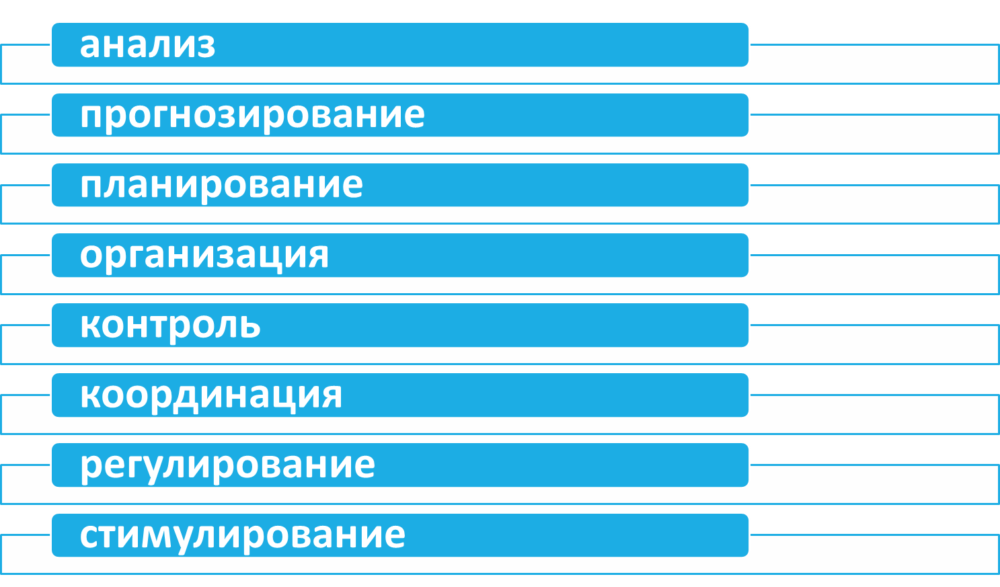 анализ
прогнозирование
планирование
организация
контроль
координация
регулирование
стимулирование